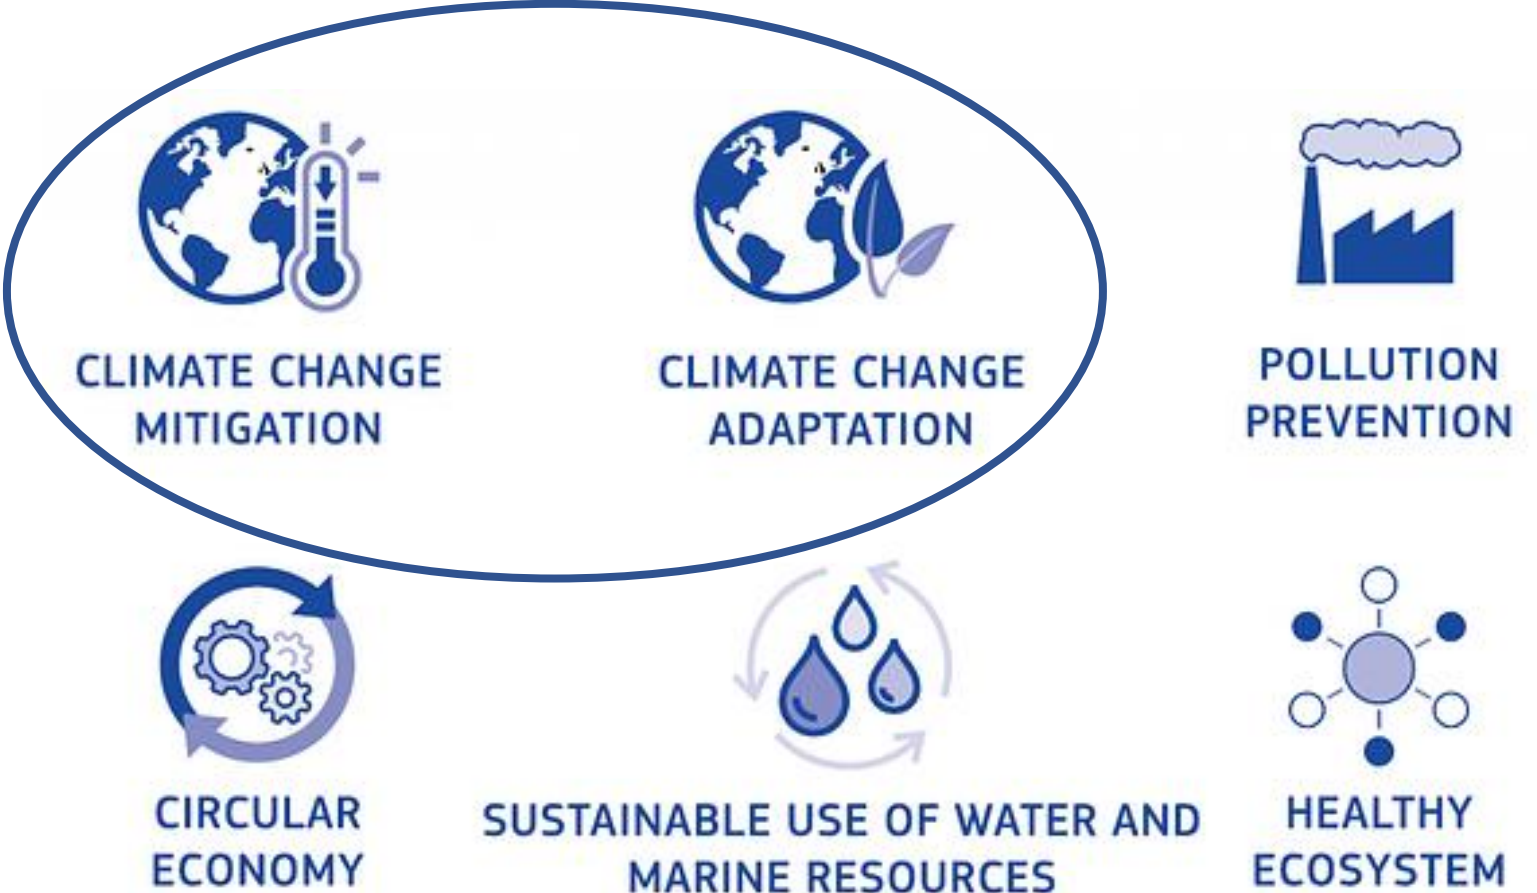 CLIMATE CHANGE
MITIGATION
CLIMATE CHANGE
ADAPTATION
POLLUTION
PREVENTION
CIRCULAR
ECONOMY
SUSTAINABLE USE OF WATER AND
MARINE RESOURCES
HEALTHY
ECOSYSTEM